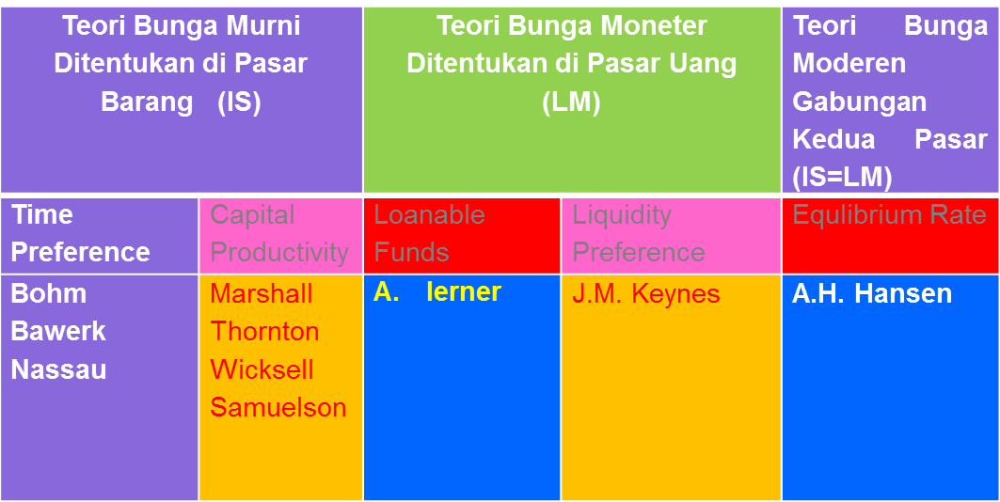 Teori Bunga Murni
Ditentukan di Pasar
Barang (IS)
Teori Bunga Moneter
Ditentukan di Pasar Uang
(LM)
Teori Bunga
Moderen
Gabungan
Kedua Pasar
(IS=LM)
Time
Preference
Capital
Productivity
Loanable
Funds
Liquidity
Preference
Equlibrium Rate
Bohm
Bawerk
Nassau
Marshall
Thornton
Wicksell
Samuelson
A. lerner
J.M. Keynes
A.H. Hansen